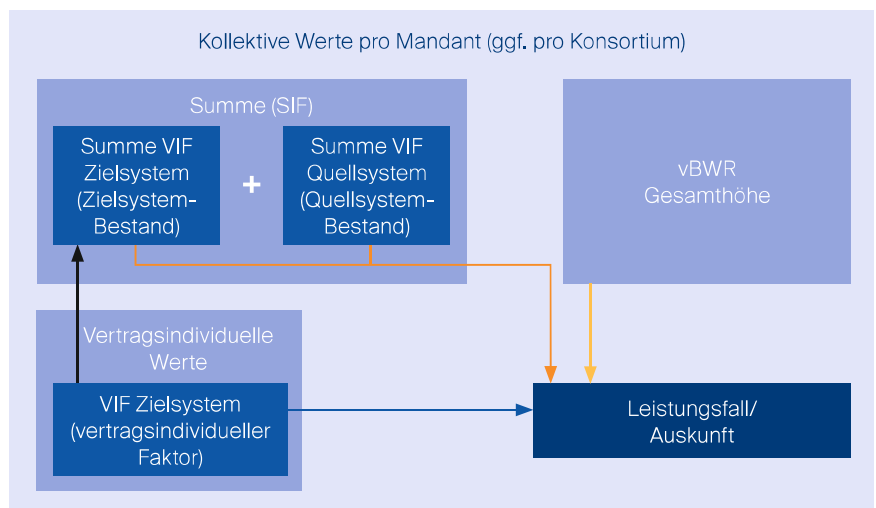 Kollektive Werte pro Mandant (ggf. pro Konsortium)
Summe (SIF)
Summe VIF
Zielsystem
(Zielsystem-
Bestand)
+
Summe VIF
Quellsystem
(Quellsystem-
Bestand)
vBWR
Gesamthöhe
Vertragsindividuelle
Werte
VIF Zielsystem
(vertragsindividueller
Faktor)
Leistungsfall/
Auskunft